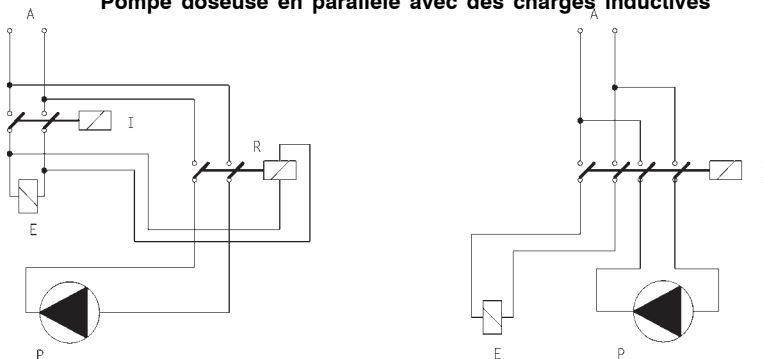 Pompe doseuse en parallèle avec des charges inductives
A
A
I
R
E
P
E
P